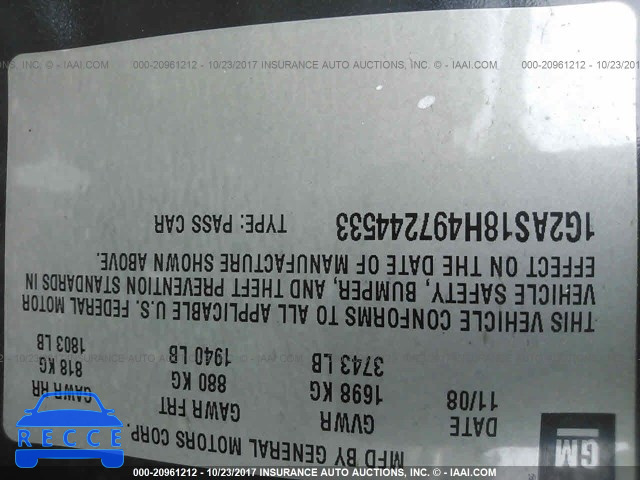 000-20961212 - 10/23/2017 INSURANCE AUTO AUCTIONS, INC. - © IAAI.COM
GM
MFD BY GENERAL MOTORS CORP.
DATE GVWR GAWR FRT GAWR RR
11/08 1698 KG 880 KG 818 KG
3743 LB 1940 LB 1803 LB
THIS VEHICLE CONFORMS TO ALL APPLICABLE U.S. FEDERAL MOTOR
VEHICLE SAFETY, BUMPER, AND THEFT PREVENTION STANDARDS IN
EFFECT ON THE DATE OF MANUFACTURE SHOWN ABOVE.
1G2AS18H497244533 TYPE: PASS CAR
RECCE
000-20961212 - 10/23/2017 INSURANCE AUTO AUCTIONS, INC. - © IAAI.COM